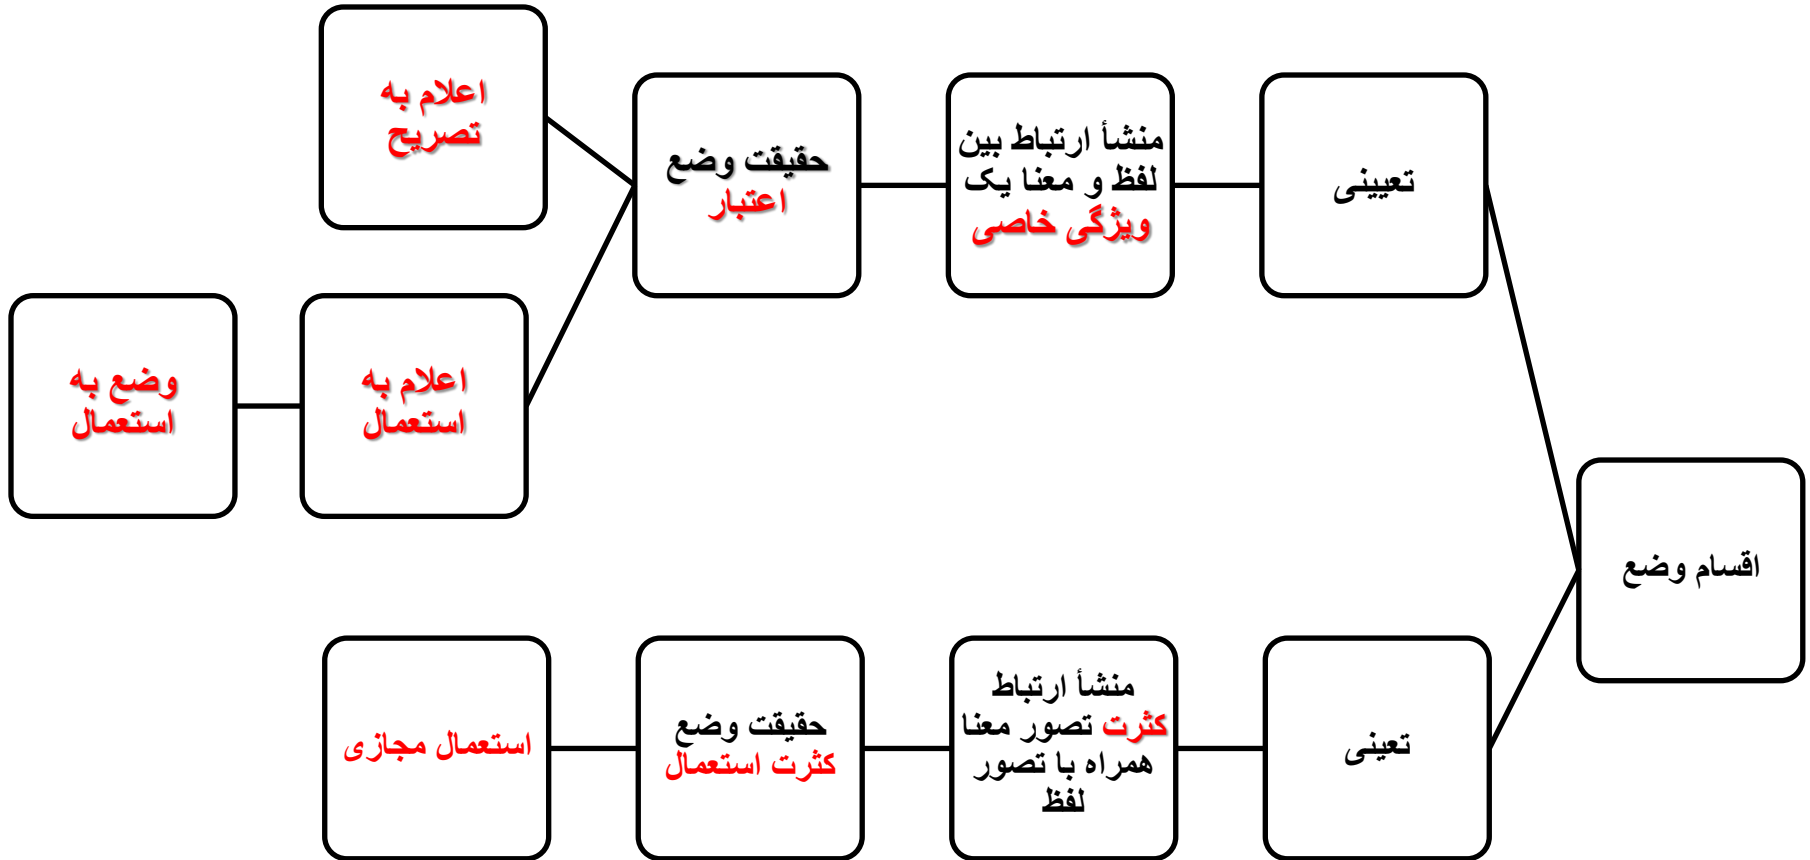 اقسام وضع
تعیینی
منشأ ارتباط بین
لفظ و معنا یک
ویژگی خاصی
حقیقت وضع
اعتبار
اعلام به
تصریح
اعلام به
استعمال
وضع به
استعمال
تعینی
منشأ ارتباط
کثرت تصور معنا
همراه با تصور
لفظ
حقیقت وضع
کثرت استعمال
استعمال مجازی